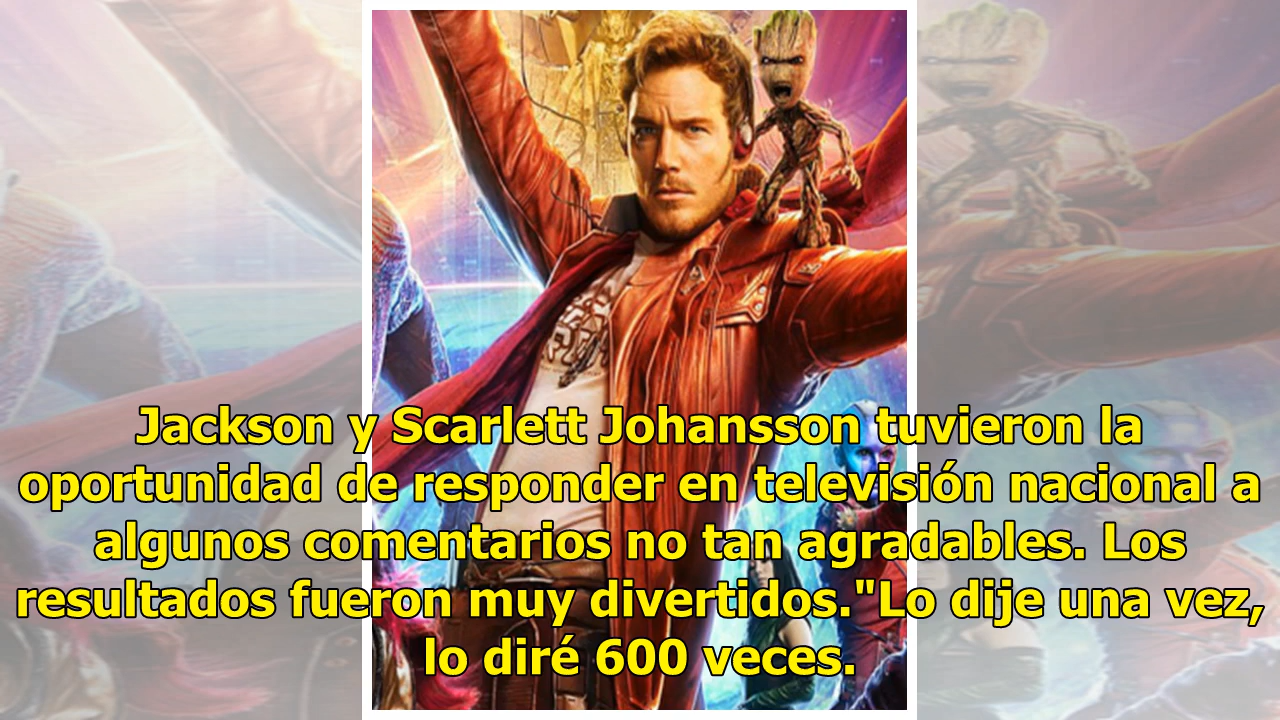 Jackson y Scarlett Johansson tuvieron la
oportunidad de responder en televisión nacional a
algunos comentarios no tan agradables. Los
resultados fueron muy divertidos."Lo dije una vez,
lo diré 600 veces.